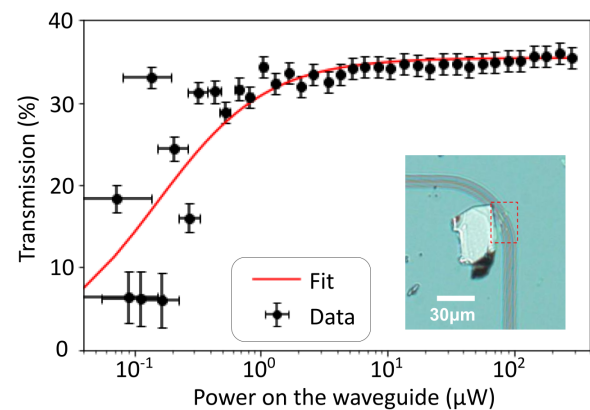 40
30
20
10
0
Transmission (%)
Fit
Data
30μm
10⁻¹
10⁰
10¹
10²
Power on the waveguide (μW)